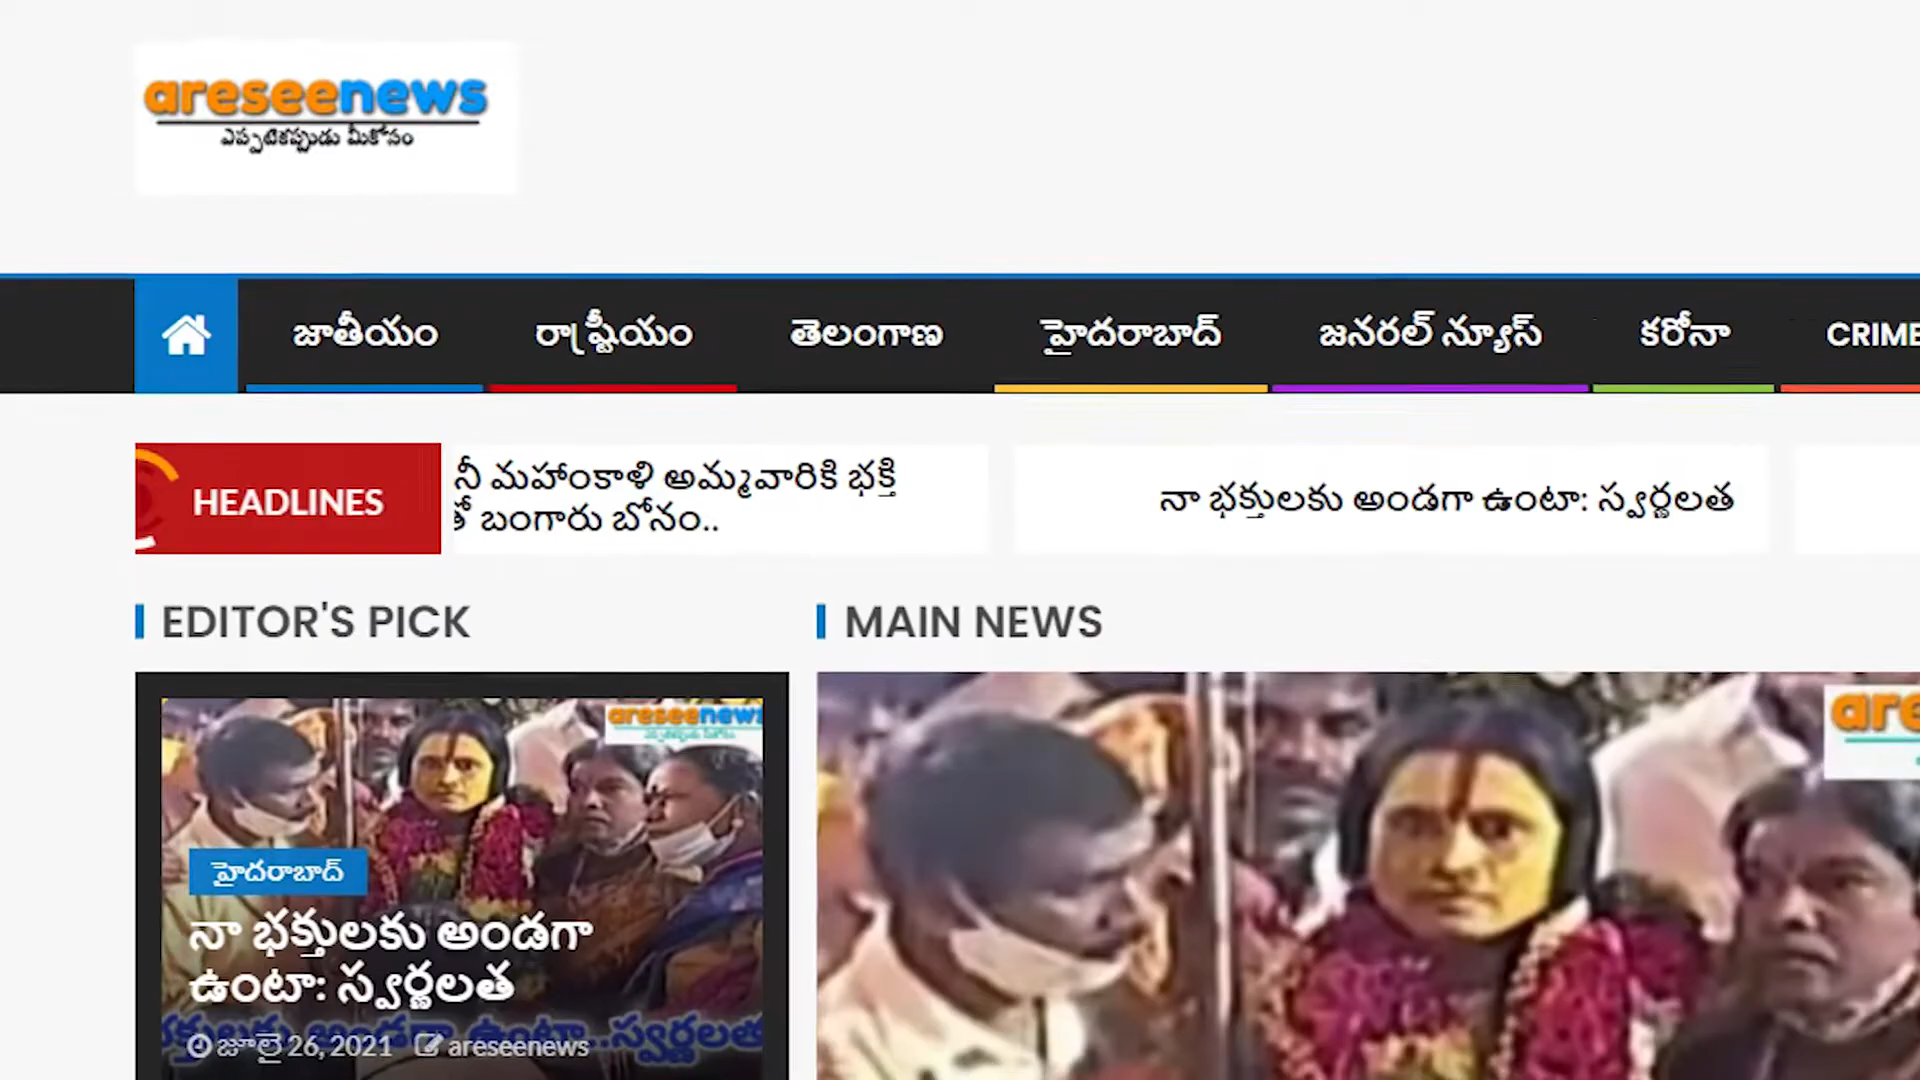 areseenews
ఎప్పటికప్పుడు మీకోసం
జాతీయం రాష్ట్రీయం తెలంగాణ హైదరాబాద్ జనరల్ న్యూస్ కరోనా CRIME
HEADLINES
నీ మహాంకాళి అమ్మవారికి భక్తి
తో బంగారు బోనం..
నా భక్తులకు అండగా ఉంటా: స్వర్ణలత
EDITOR'S PICK
MAIN NEWS
areseenews
హైదరాబాద్
నా భక్తులకు అండగా
ఉంటా: స్వర్ణలత
జూలై 26, 2021 areseenews